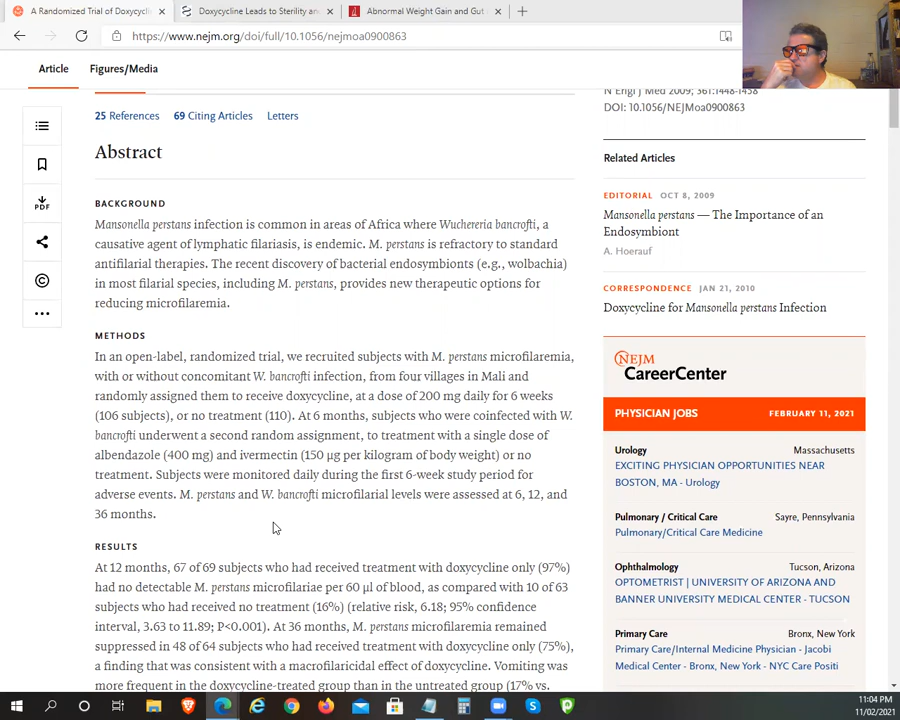 A Randomized Trial of Doxycycli
Doxycycline Leads to Sterility an
Abnormal Weight Gain and Gut
https://www.nejm.org/doi/full/10.1056/nejmoa0900863
Article
Figures/Media
25 References 69 Citing Articles Letters
Abstract
BACKGROUND
Mansonella perstans infection is common in areas of Africa where Wuchereria bancrofti, a
causative agent of lymphatic filariasis, is endemic. M. perstans is refractory to standard
antifilarial therapies. The recent discovery of bacterial endosymbionts (e.g., wolbachia)
in most filarial species, including M. perstans, provides new therapeutic options for
reducing microfilaremia.
METHODS
In an open-label, randomized trial, we recruited subjects with M. perstans microfilaremia,
with or without concomitant W. bancrofti infection, from four villages in Mali and
randomly assigned them to receive doxycycline, at a dose of 200 mg daily for 6 weeks
(106 subjects), or no treatment (110). At 6 months, subjects who were coinfected with W.
bancrofti underwent a second random assignment, to treatment with a single dose of
albendazole (400 mg) and ivermectin (150 μg per kilogram of body weight) or no
treatment. Subjects were monitored daily during the first 6-week study period for
adverse events. M. perstans and W. bancrofti microfilarial levels were assessed at 6, 12, and
36 months.
RESULTS
At 12 months, 67 of 69 subjects who had received treatment with doxycycline only (97%)
had no detectable M. perstans microfilariae per 60 μl of blood, as compared with 10 of 63
subjects who had received no treatment (16%) (relative risk, 6.18; 95% confidence
interval, 3.63 to 11.89; P<0.001). At 36 months, M. perstans microfilaremia remained
suppressed in 48 of 64 subjects who had received treatment with doxycycline only (75%),
a finding that was consistent with a macrofilaricidal effect of doxycycline. Vomiting was
more frequent in the doxycycline-treated group than in the untreated group (17% vs.
PDF
N Engl J Med 2009; 361:1448-1458
DOI: 10.1056/NEJMoa0900863
Related Articles
EDITORIAL OCT 8, 2009
Mansonella perstans — The Importance of an
Endosymbiont
A. Hoerauf
CORRESPONDENCE JAN 21, 2010
Doxycycline for Mansonella perstans Infection
NEJM
CareerCenter
PHYSICIAN JOBS FEBRUARY 11, 2021
Urology Massachusetts
EXCITING PHYSICIAN OPPORTUNITIES NEAR
BOSTON, MA - Urology
Pulmonary / Critical Care Sayre, Pennsylvania
Pulmonary/Critical Care Medicine
Ophthalmology Tucson, Arizona
OPTOMETRIST | UNIVERSITY OF ARIZONA AND
BANNER UNIVERSITY MEDICAL CENTER - TUCSON
Primary Care Bronx, New York
Primary Care/Internal Medicine Physician - Jacobi
Medical Center - Bronx, New York - NYC Care Positi
11:04 PM
11/02/2021